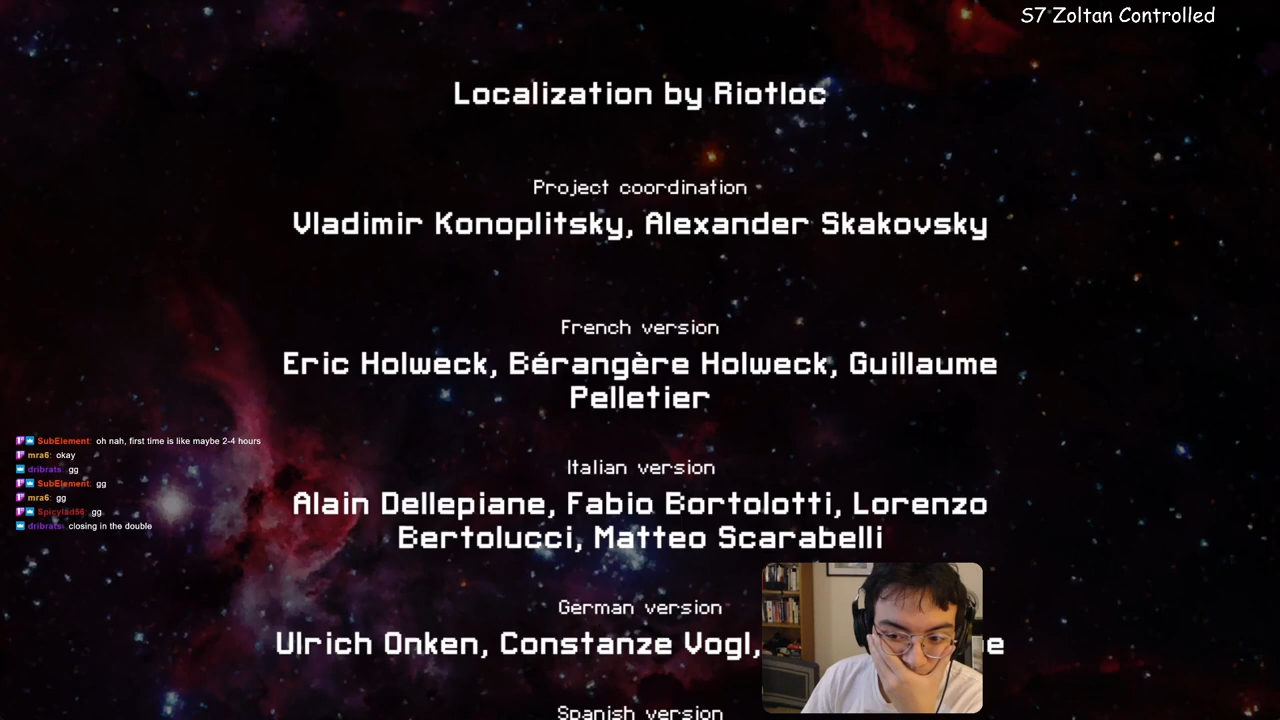 S7 Zoltan Controlled
Localization by Riotloc
Project coordination
Vladimir Konoplitsky, Alexander Skakovsky
French version
Eric Holweck, Bérangère Holweck, Guillaume
Pelletier
Italian version
Alain Dellepiane, Fabio Bortolotti, Lorenzo
Bertolucci, Matteo Scarabelli
German version
Ulrich Onken, Constanze Vogl,
Spanish version
SubElement: oh nah, first time is like maybe 2-4 hours
mra6: okay
dribrats: gg
SubElement: gg
mra6: gg
Spicylad56: gg
dribrats: closing in the double